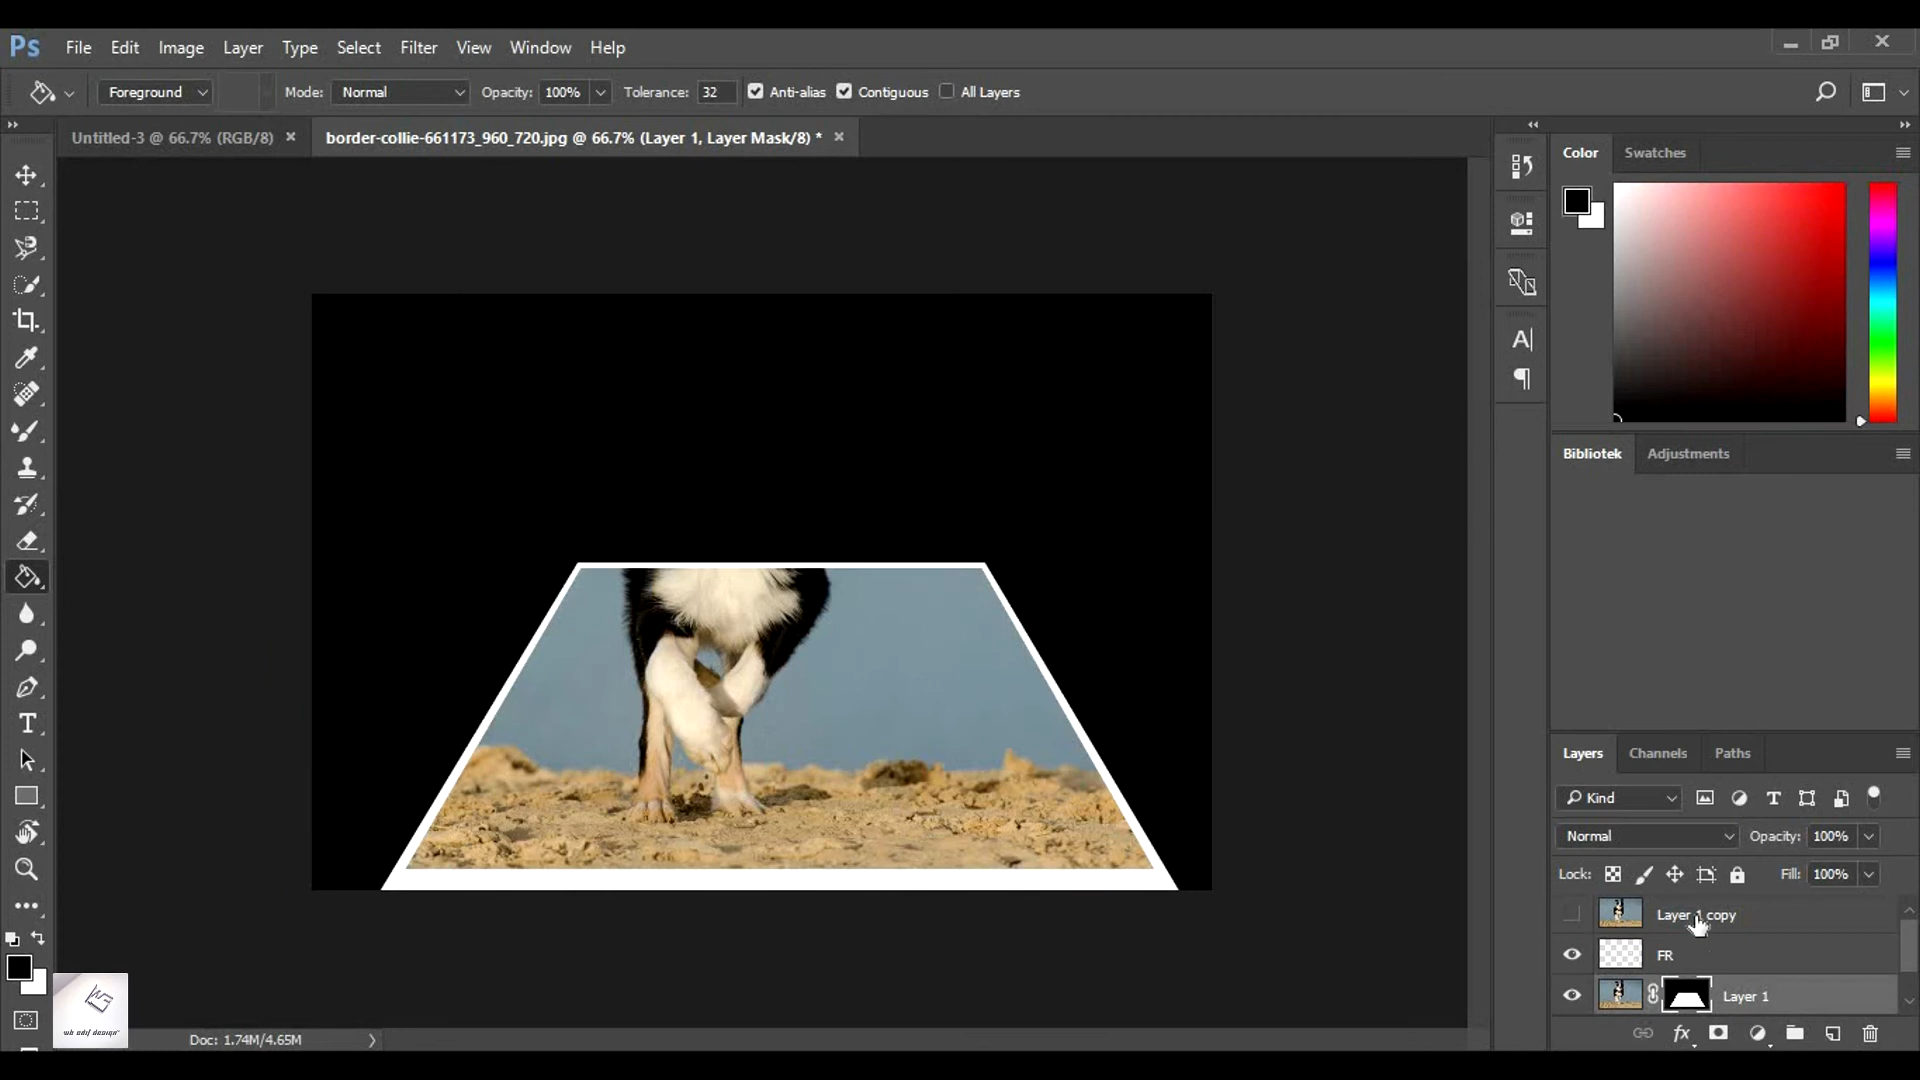 Ps File Edit Image Layer Type Select Filter View Window Help
Foreground Mode: Normal Opacity: 100% Tolerance: 32 Anti-alias Contiguous All Layers
Untitled-3 @ 66.7% (RGB/8) border-collie-661173_960_720.jpg @ 66.7% (Layer 1, Layer Mask/8) *
Color Swatches
Bibliotek Adjustments
Layers Channels Paths
Kind
Normal Opacity: 100%
Lock: Fill: 100%
Layer 1 copy
FR
Layer 1
wb edit design
Doc: 1.74M/4.65M